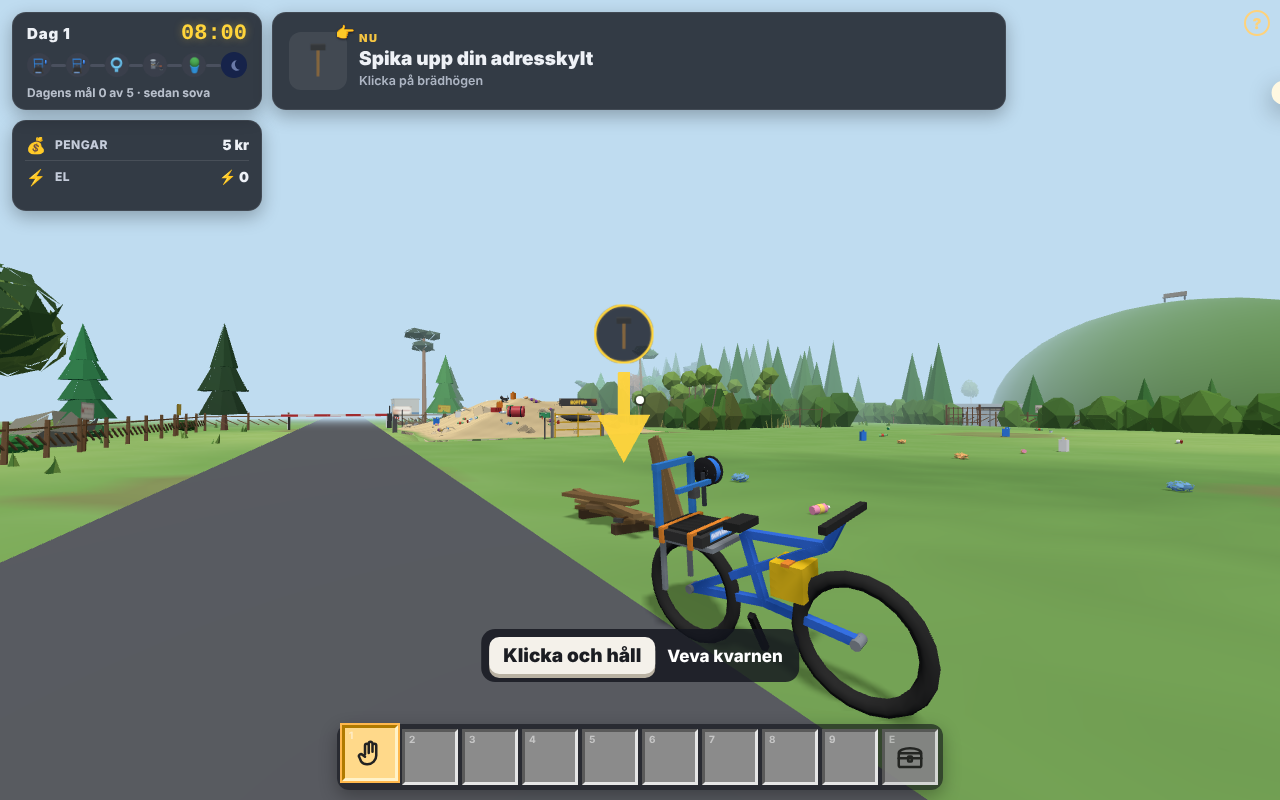 Dag 1
08:00
Dagens mål 0 av 5 · sedan sova
NU
Spika upp din adresskylt
Klicka på brädhögen
PENGAR
5 kr
EL
0
Klicka och håll
Veva kvarnen
1
2
3
4
5
6
7
8
9
E